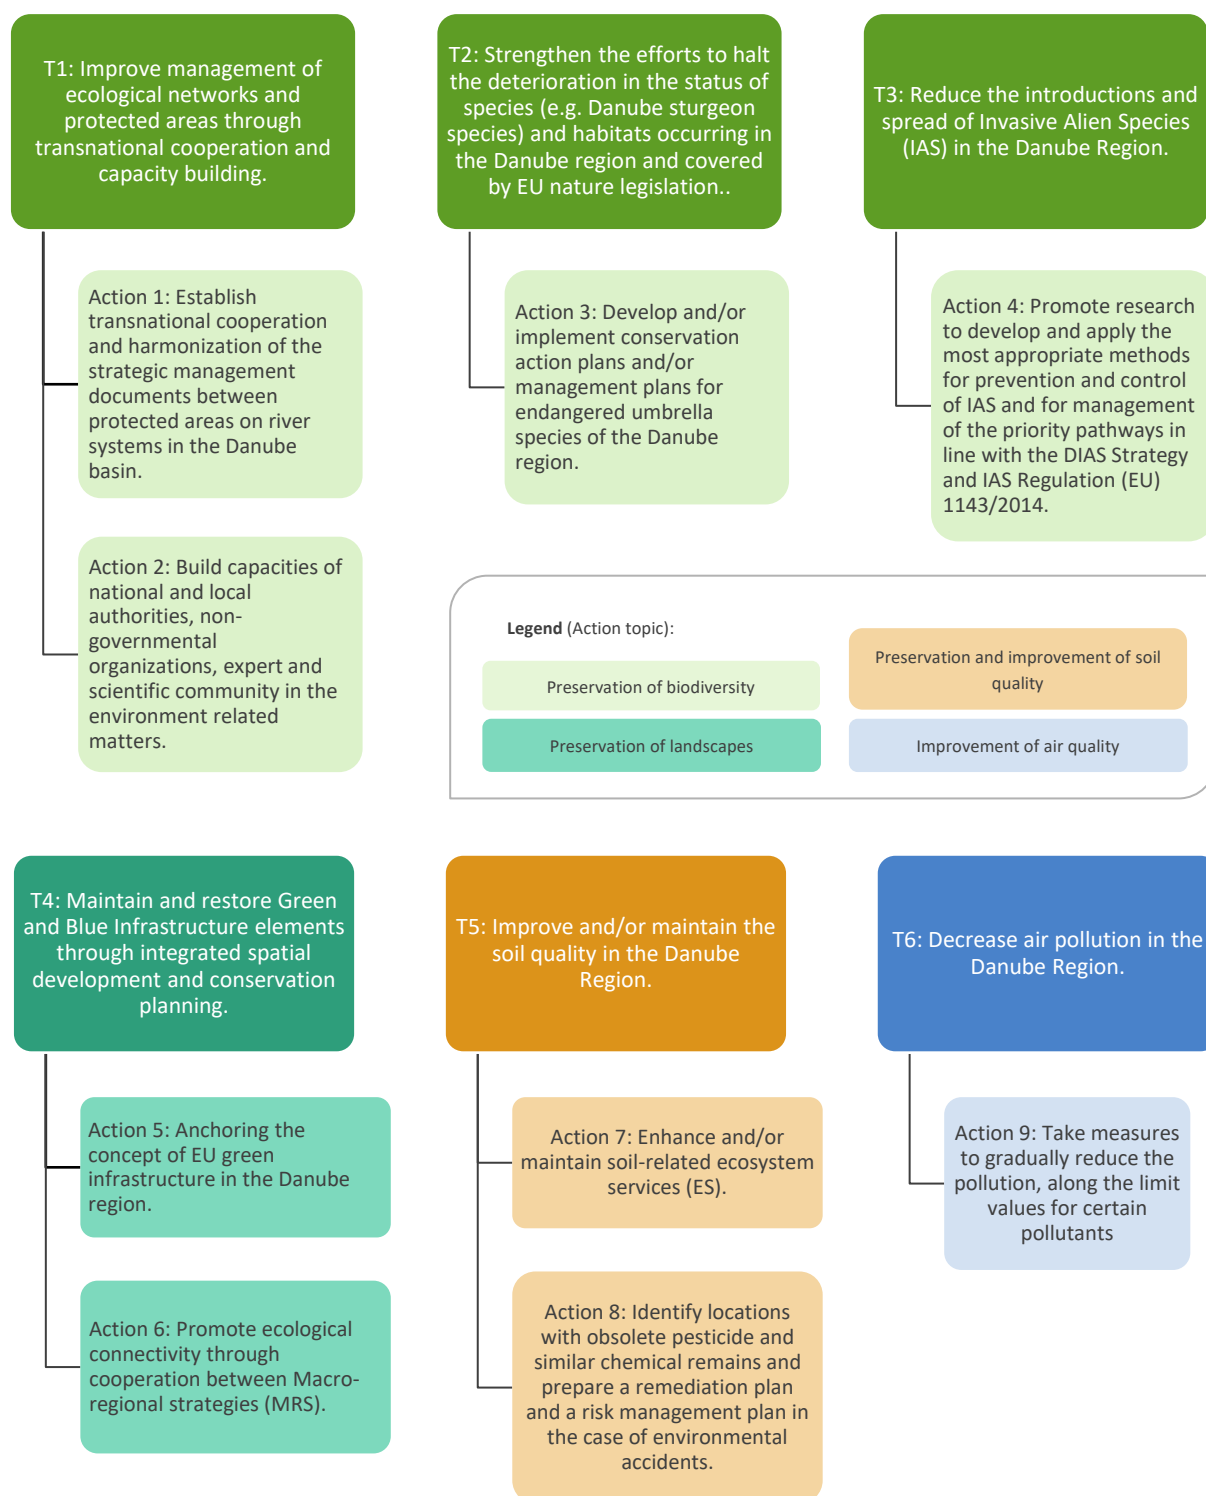 T1: Improve management of
ecological networks and
protected areas through
transnational cooperation and
capacity building.
Action 1: Establish
transnational cooperation
and harmonization of the
strategic management
documents between
protected areas on river
systems in the Danube
basin.
Action 2: Build capacities of
national and local
authorities, non-
governmental
organizations, expert and
scientific community in the
environment related
matters.
T2: Strengthen the efforts to halt
the deterioration in the status of
species (e.g. Danube sturgeon
species) and habitats occurring in
the Danube region and covered
by EU nature legislation..
Action 3: Develop and/or
implement conservation
action plans and/or
management plans for
endangered umbrella
species of the Danube
region.
T3: Reduce the introductions and
spread of Invasive Alien Species
(IAS) in the Danube Region.
Action 4: Promote research
to develop and apply the
most appropriate methods
for prevention and control
of IAS and for management
of the priority pathways in
line with the DIAS Strategy
and IAS Regulation (EU)
1143/2014.
Legend (Action topic):
Preservation of biodiversity
Preservation and improvement of soil
quality
Preservation of landscapes
Improvement of air quality
T4: Maintain and restore Green
and Blue Infrastructure elements
through integrated spatial
development and conservation
planning.
Action 5: Anchoring the
concept of EU green
infrastructure in the Danube
region.
Action 6: Promote ecological
connectivity through
cooperation between Macro-
regional strategies (MRS).
T5: Improve and/or maintain the
soil quality in the Danube
Region.
Action 7: Enhance and/or
maintain soil-related ecosystem
services (ES).
Action 8: Identify locations
with obsolete pesticide and
similar chemical remains and
prepare a remediation plan
and a risk management plan in
the case of environmental
accidents.
T6: Decrease air pollution in the
Danube Region.
Action 9: Take measures
to gradually reduce the
pollution, along the limit
values for certain
pollutants